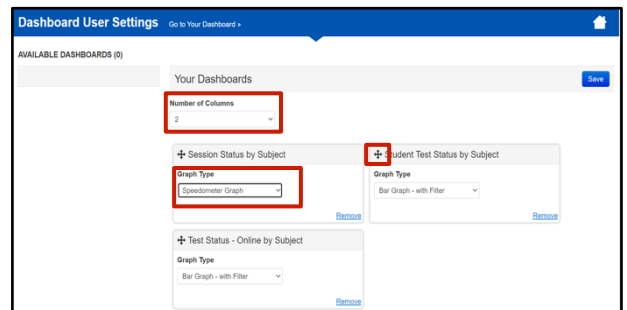 Dashboard User Settings Go to Your Dashboard »
AVAILABLE DASHBOARDS (0)
Your Dashboards
Save
Number of Columns
2
Session Status by Subject
Graph Type
Speedometer Graph
Remove
Student Test Status by Subject
Graph Type
Bar Graph - with Filter
Remove
Test Status - Online by Subject
Graph Type
Bar Graph - with Filter
Remove